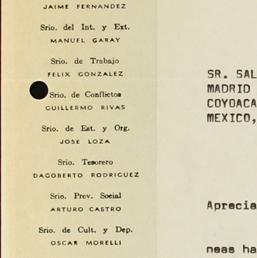 JAIME FERNANDEZ
Srio. del Int. y Ext.
MANUEL GARAY
Srio. de Trabajo
FELIX GONZALEZ
Srio. de Conflictos
GUILLERMO RIVAS
Srio. de Est. y Org.
JOSE LOZA
Srio. Tesorero
DAGOBERTO RODRIGUEZ
Srio. Prev. Social
ARTURO CASTRO
Srio. de Cult. y Dep.
OSCAR MORELLI
SR. SAL
MADRID
COYOACA
MEXICO,
Aprecia
neas ha